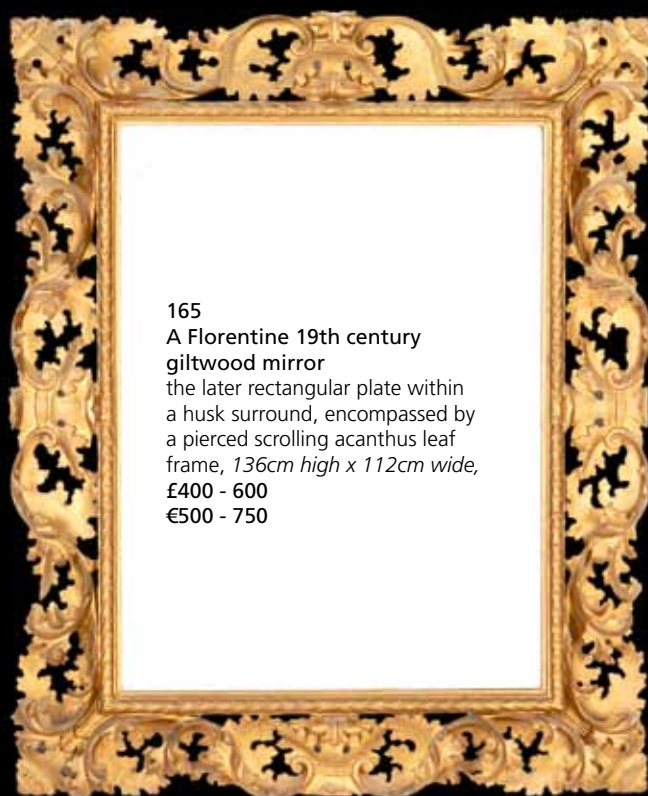 165
A Florentine 19th century
giltwood mirror
the later rectangular plate within
a husk surround, encompassed by
a pierced scrolling acanthus leaf
frame, 136cm high x 112cm wide,
£400 - 600
€500 - 750